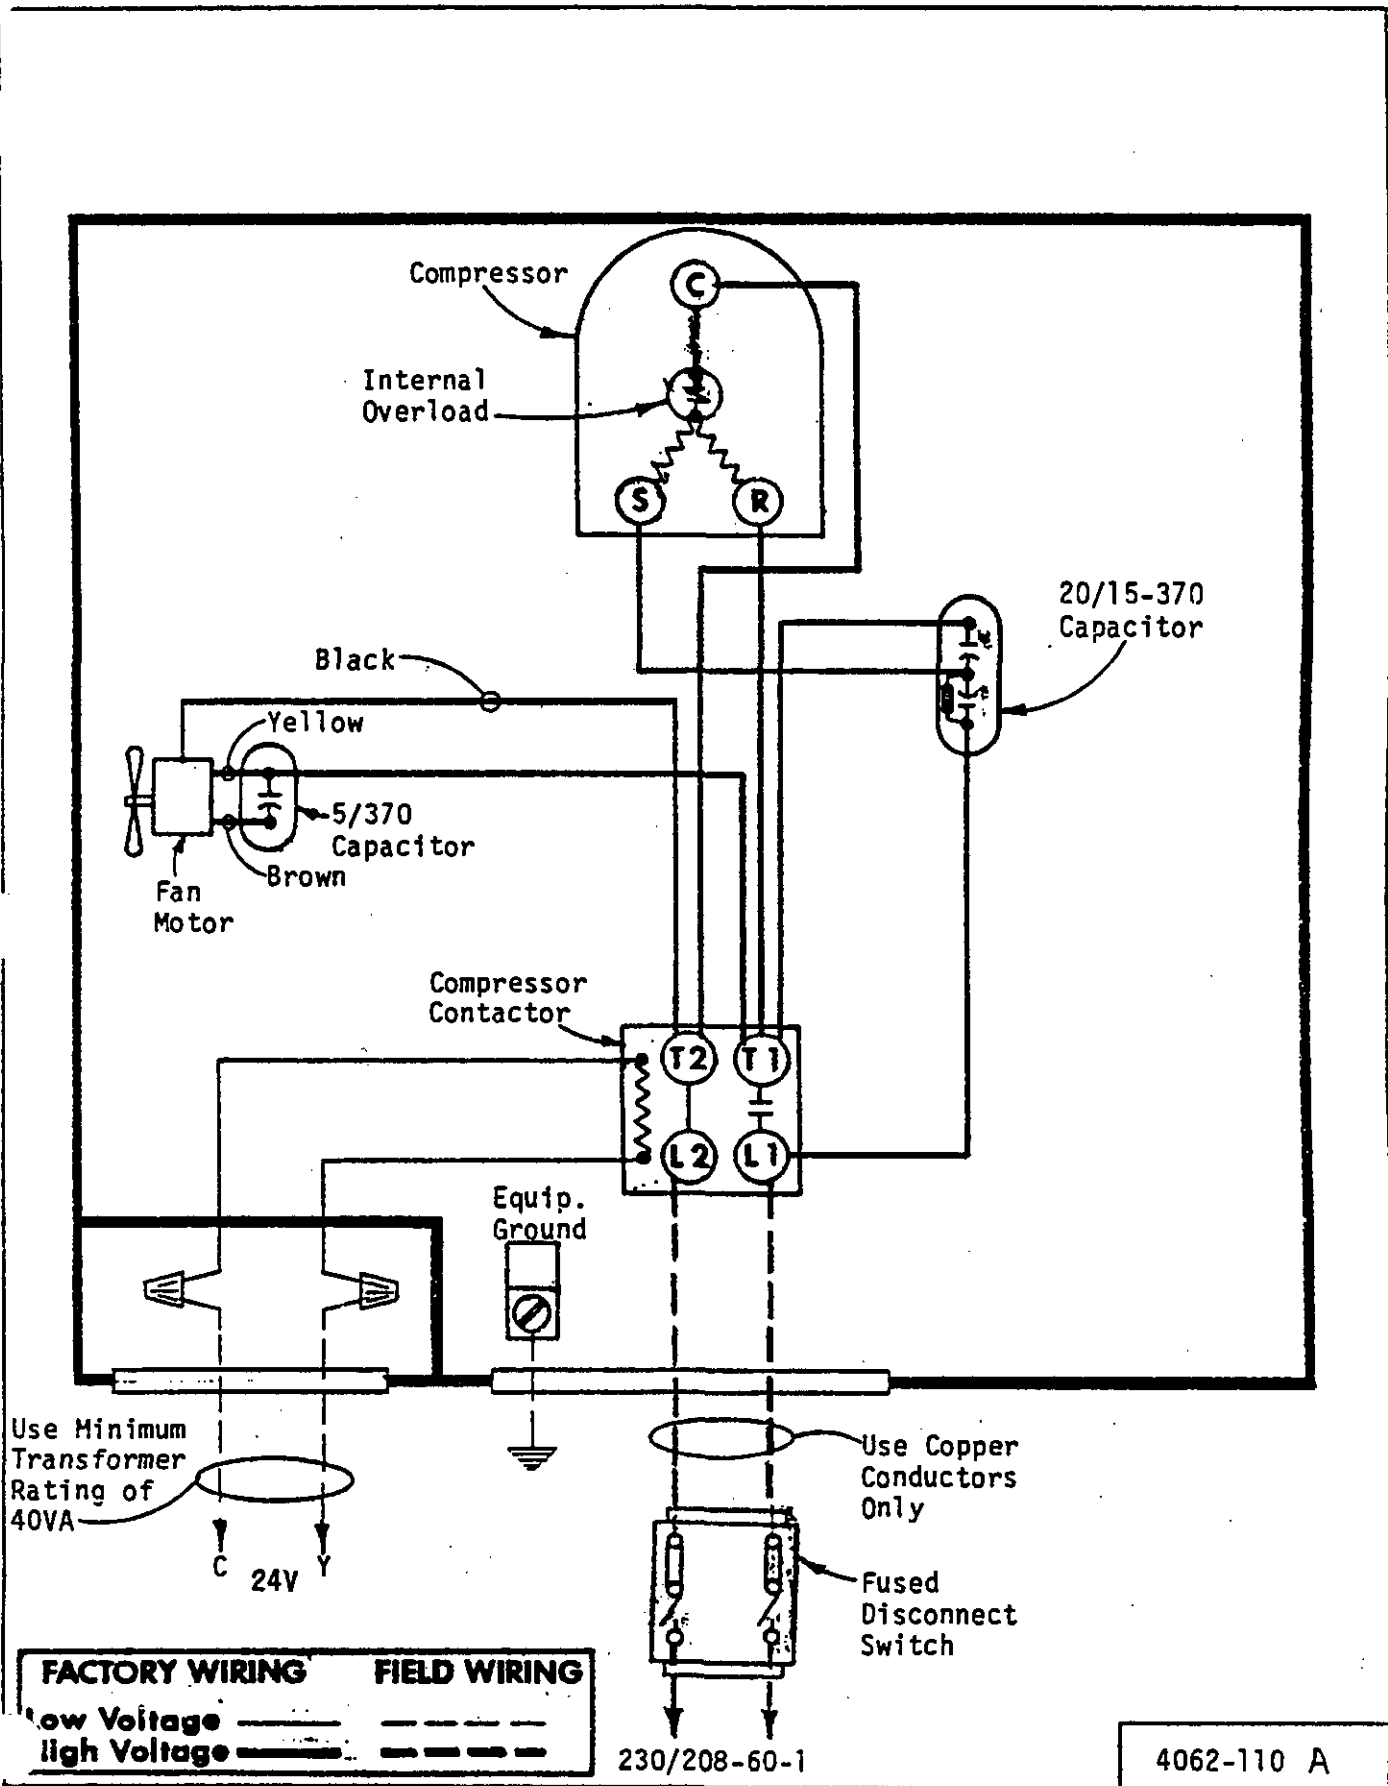 Compressor
C
Internal
Overload
S
R
20/15-370
Capacitor
Black
Yellow
5/370
Capacitor
Brown
Fan
Motor
Compressor
Contactor
T2
T1
L2
L1
Equip.
Ground
Use Minimum
Transformer
Rating of
40VA
C
24V
Y
Use Copper
Conductors
Only
Fused
Disconnect
Switch
FACTORY WIRING
FIELD WIRING
Low Voltage
High Voltage
230/208-60-1
4062-110 A